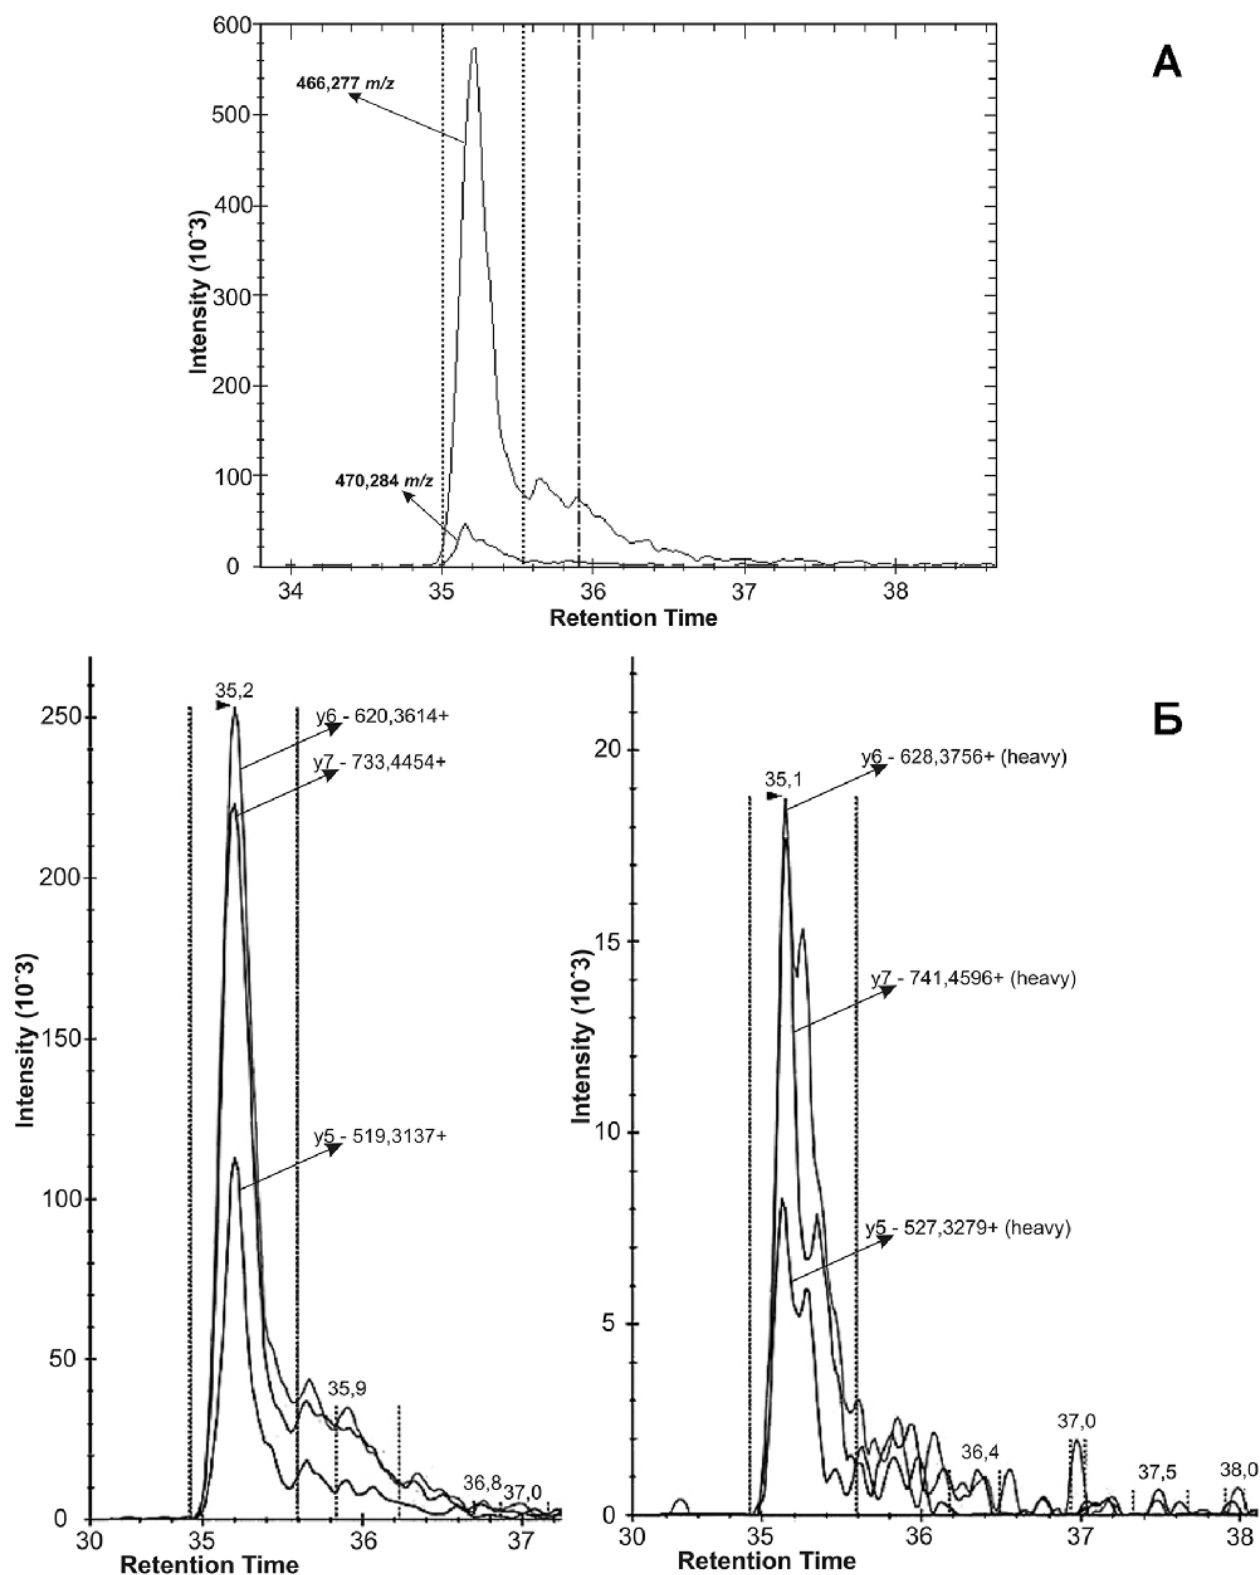 А
600
500
400
300
200
100
0
Intensity (10^3)
466,277 m/z
470,284 m/z
34 35 36 37 38
Retention Time
Б
250
200
150
100
50
0
Intensity (10^3)
35,2
y6 - 620,3614+
y7 - 733,4454+
y5 - 519,3137+
35,9
36,8
37,0
30 35 36 37
Retention Time
20
15
10
5
0
Intensity (10^3)
35,1
y6 - 628,3756+ (heavy)
y7 - 741,4596+ (heavy)
y5 - 527,3279+ (heavy)
36,4
37,0
37,5
38,0
30 35 36 37 38
Retention Time